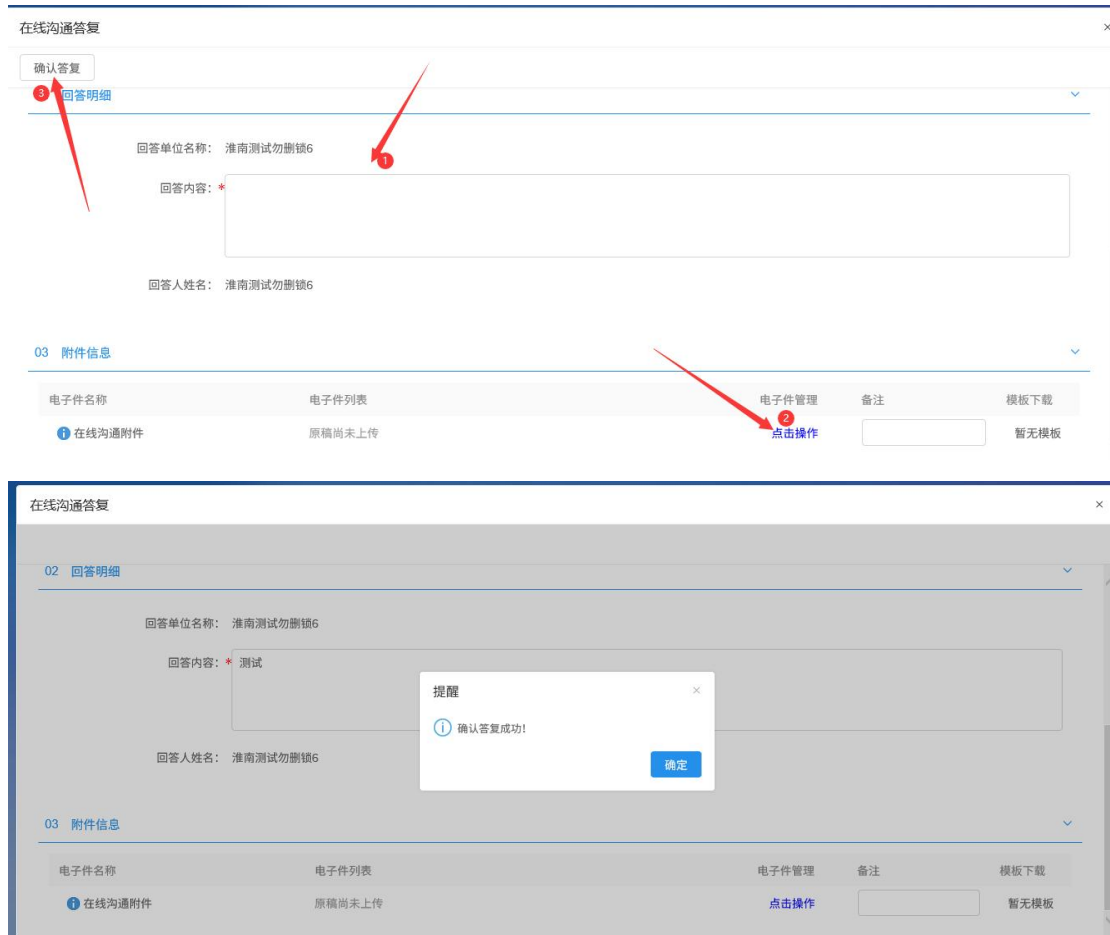 在线沟通答复 ×
确认答复
3 回答明细
回答单位名称： 淮南测试勿删锁6
1
回答内容：*
回答人姓名： 淮南测试勿删锁6
03 附件信息
电子件名称 电子件列表 电子件管理 备注 模板下载
2
在线沟通附件 原稿尚未上传 点击操作 暂无模板
在线沟通答复 ×
02 回答明细
回答单位名称： 淮南测试勿删锁6
回答内容：* 测试
提醒 ×
确认答复成功!
确定
回答人姓名： 淮南测试勿删锁6
03 附件信息
电子件名称 电子件列表 电子件管理 备注 模板下载
在线沟通附件 原稿尚未上传 点击操作 暂无模板